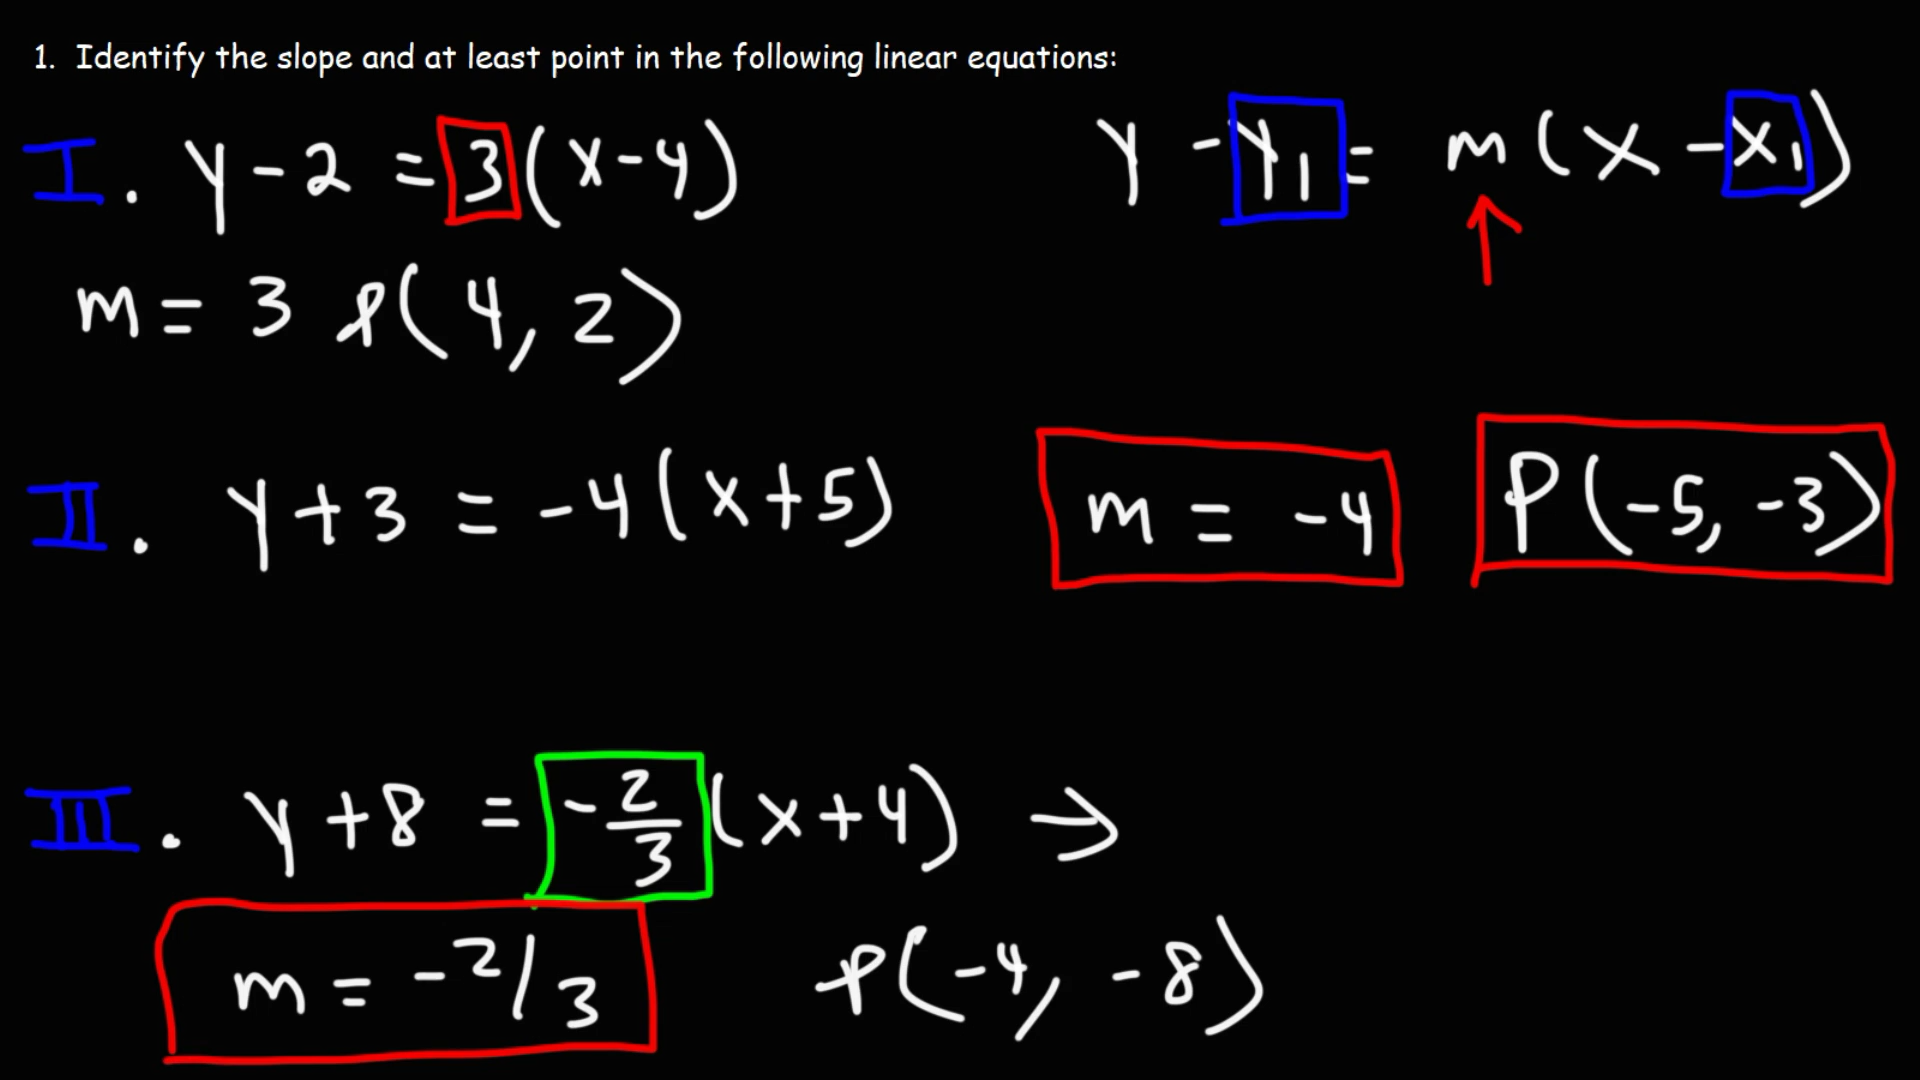 1. Identify the slope and at least point in the following linear equations:
I. y - 2 = 3(x - 4)
y - y₁ = m(x - x₁)
m = 3 P(4, 2)
II. y + 3 = -4(x + 5)
m = -4
P(-5, -3)
III. y + 8 = -2/3(x + 4) →
m = -2/3
P(-4, -8)